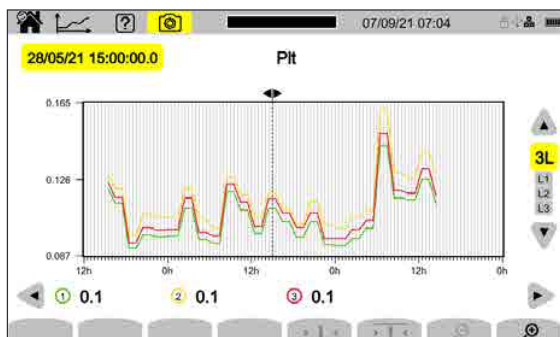 ?
07/09/21 07:04
28/05/21 15:00:00.0
Plt
0.165
0.126
0.087
12h 0h 12h 0h 12h 0h
3L
L1
L2
L3
1 0.1 2 0.1 3 0.1